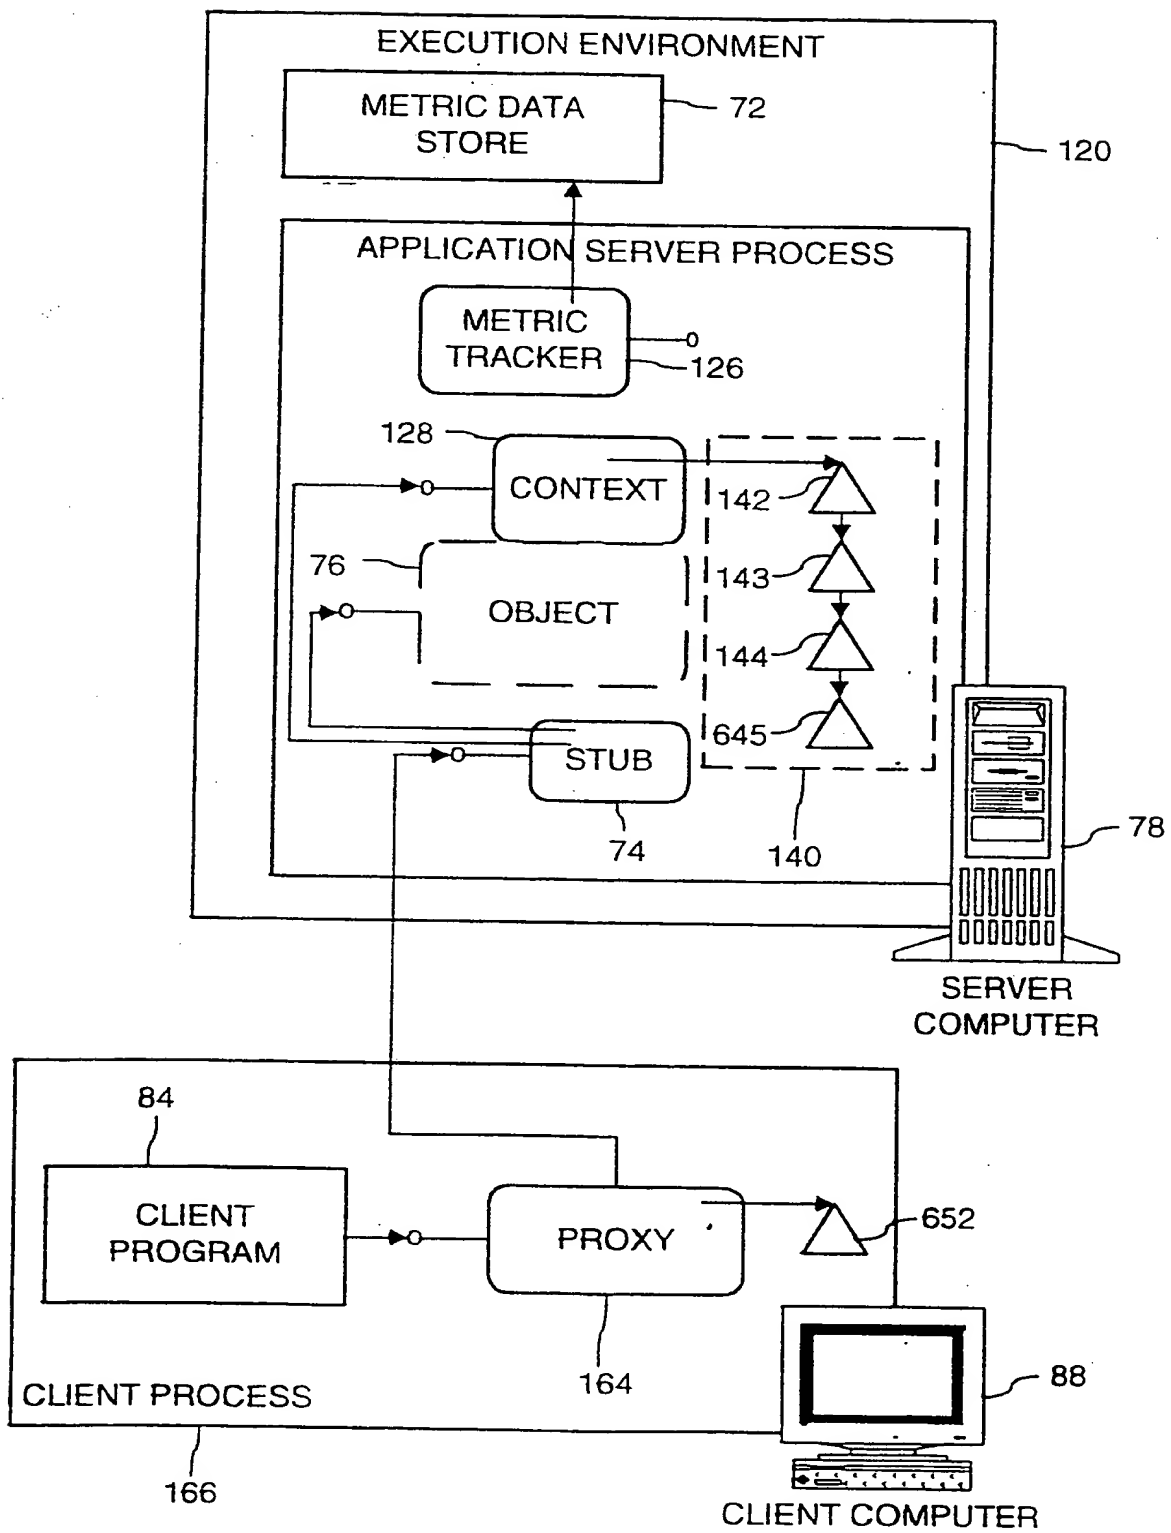 EXECUTION ENVIRONMENT
METRIC DATA
STORE
72
120
APPLICATION SERVER PROCESS
METRIC
TRACKER
126
128
CONTEXT
142
76
143
OBJECT
144
645
STUB
74
140
78
SERVER
COMPUTER
84
CLIENT
PROGRAM
PROXY
652
164
88
CLIENT PROCESS
166
CLIENT COMPUTER